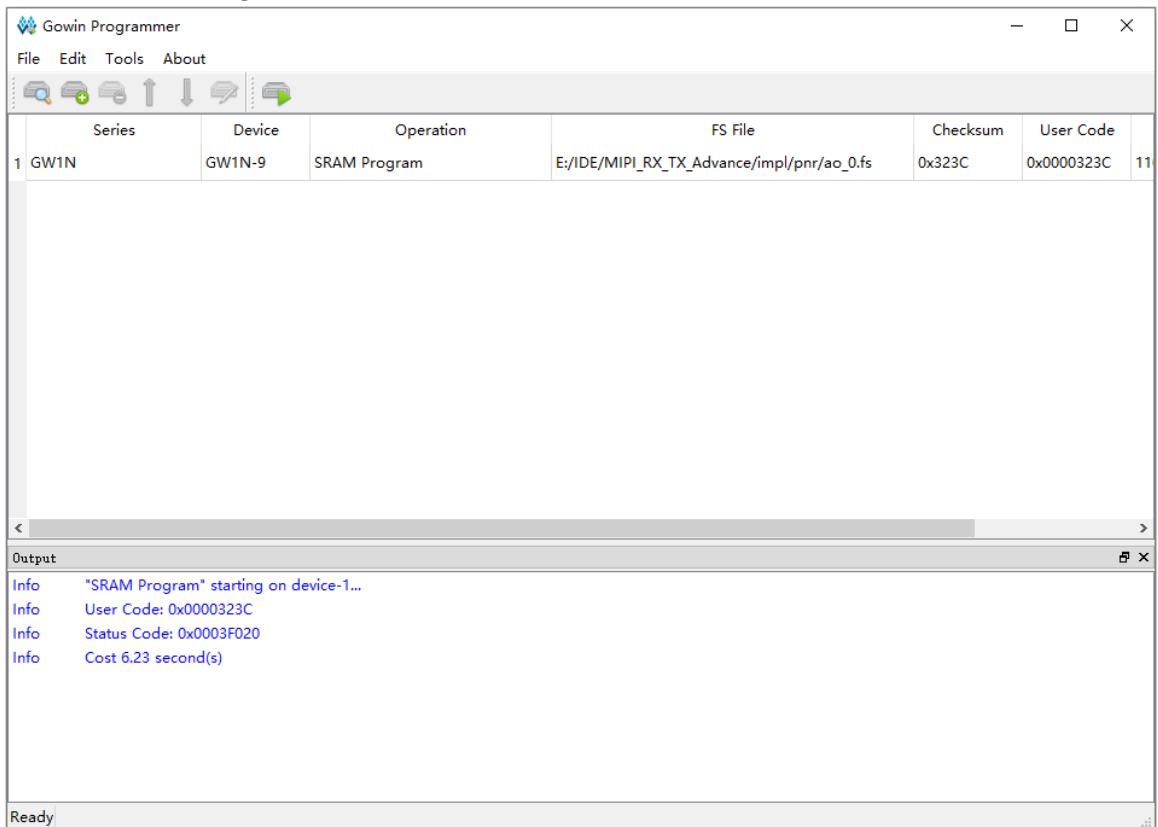 Gowin Programmer
File Edit Tools About
Series Device Operation FS File Checksum User Code
1 GW1N GW1N-9 SRAM Program E:/IDE/MIPI_RX_TX_Advance/impl/pnr/ao_0.fs 0x323C 0x0000323C
Output
Info "SRAM Program" starting on device-1...
Info User Code: 0x0000323C
Info Status Code: 0x0003F020
Info Cost 6.23 second(s)
Ready